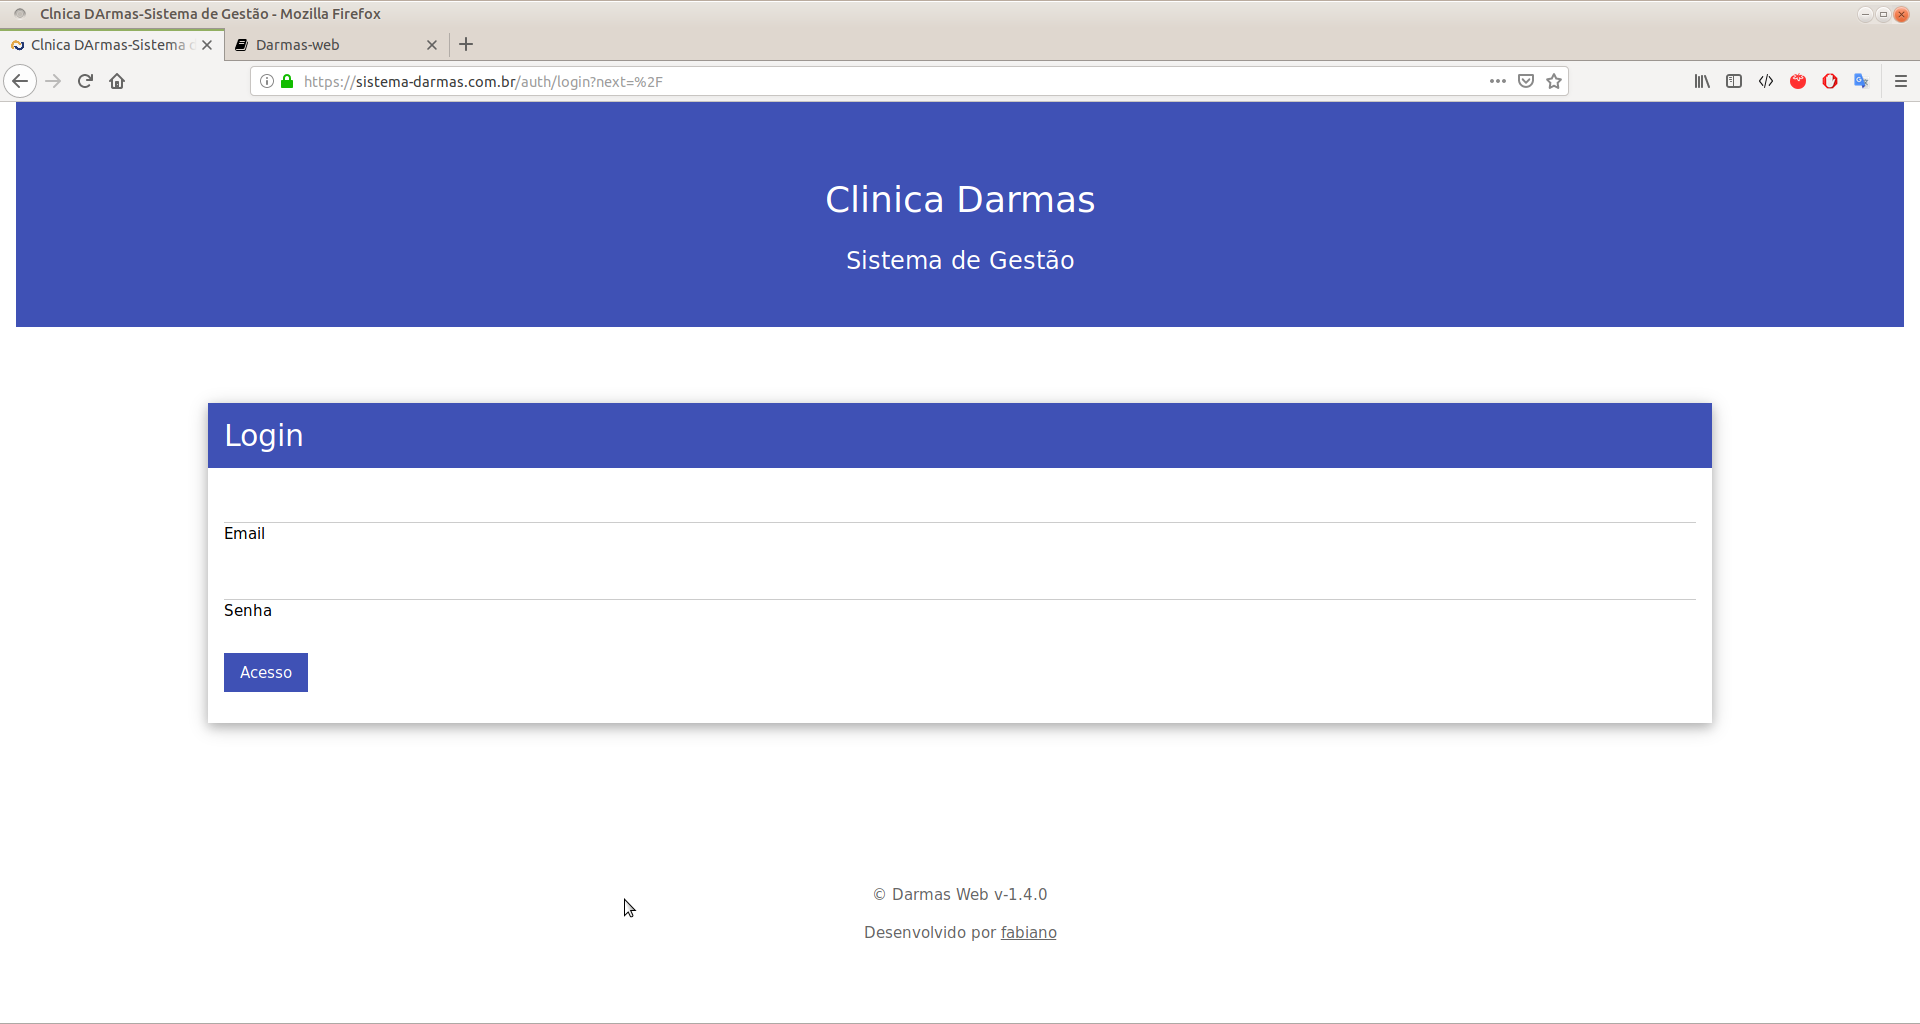 Clnica DArmas-Sistema de Gestão - Mozilla Firefox
Clnica DArmas-Sistema
Darmas-web
https://sistema-darmas.com.br/auth/login?next=%2F
Clinica Darmas
Sistema de Gestão
Login
Email
Senha
Acesso
© Darmas Web v-1.4.0
Desenvolvido por fabiano